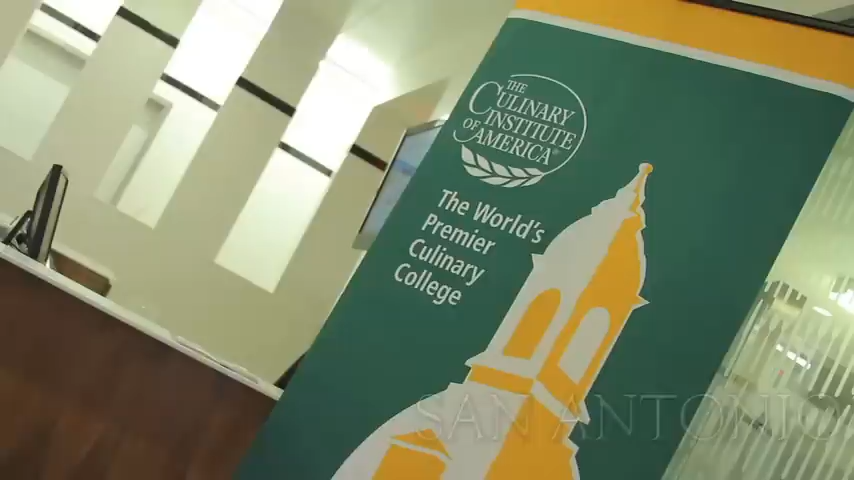 THE
CULINARY
INSTITUTE
OF AMERICA®
The World's
Premier
Culinary
College
SAN ANTONIO